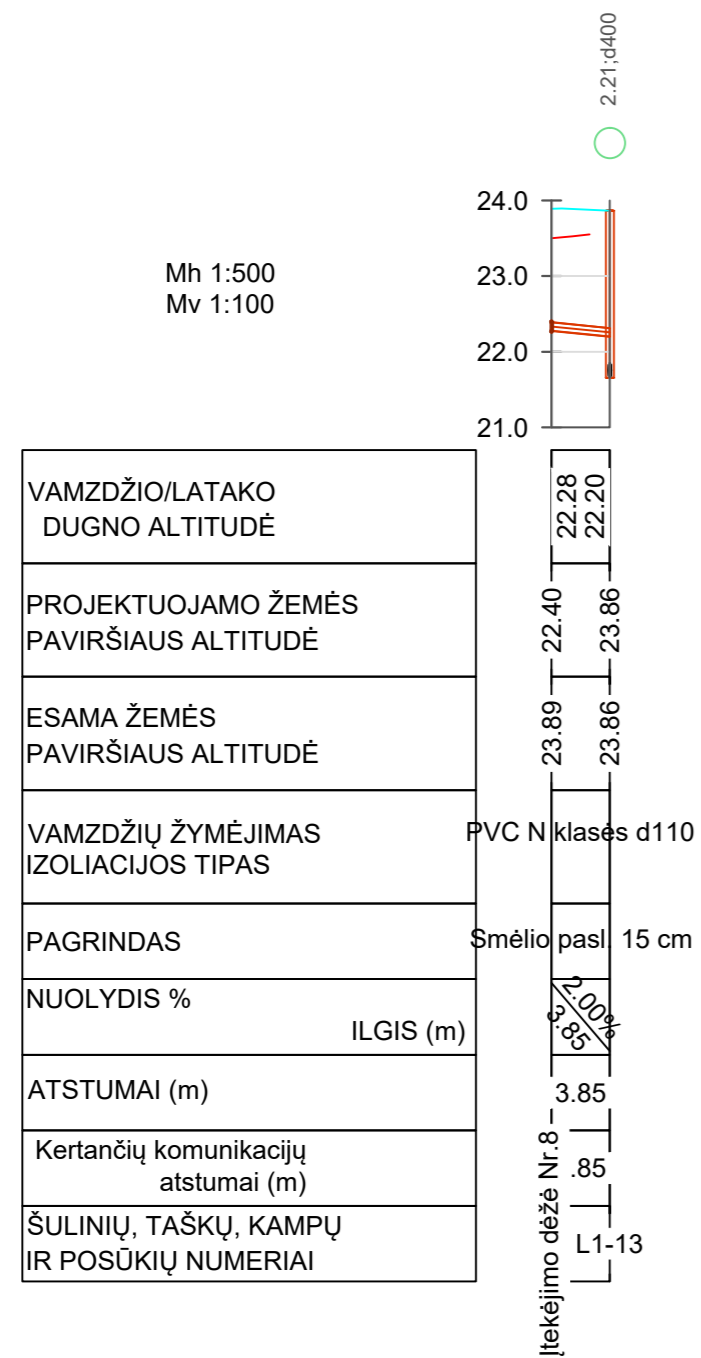 2.21;d400
24.0
Mh 1:500
23.0
Mv 1:100
22.0
21.0
VAMZDŽIO/LATAKO
DUGNO ALTITUDĖ
22.28
22.20
PROJEKTUOJAMO ŽEMĖS
PAVIRŠIAUS ALTITUDĖ
22.40
23.86
ESAMA ŽEMĖS
PAVIRŠIAUS ALTITUDĖ
23.89
23.86
VAMZDŽIŲ ŽYMĖJIMAS
IZOLIACIJOS TIPAS
PVC N klasės d110
PAGRINDAS
Smėlio pasl. 15 cm
NUOLYDIS %
ILGIS (m)
2.00%
3.85
ATSTUMAI (m)
3.85
Kertančių komunikacijų
atstumai (m)
.85
ŠULINIŲ, TAŠKŲ, KAMPŲ
IR POSŪKIŲ NUMERIAI
Įtekėjimo dėžė Nr.8
L1-13